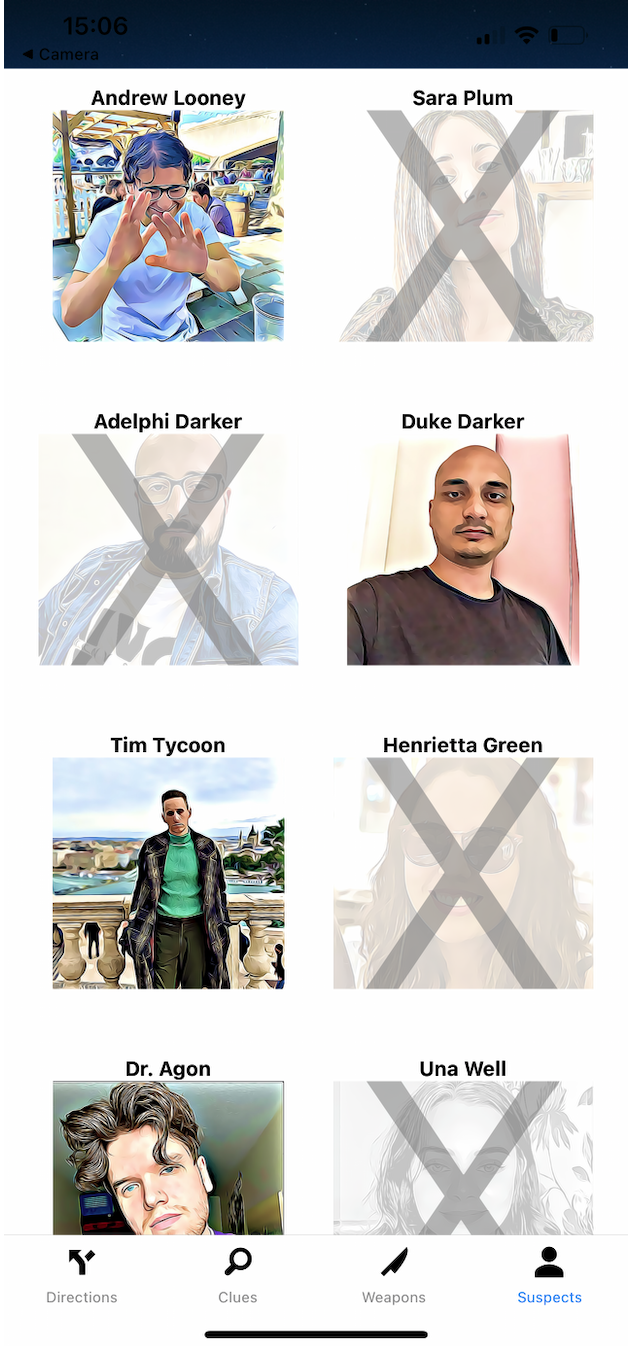 15:06
◀ Camera
Andrew Looney
Sara Plum
Adelphi Darker
Duke Darker
Tim Tycoon
Henrietta Green
Dr. Agon
Una Well
Directions
Clues
Weapons
Suspects